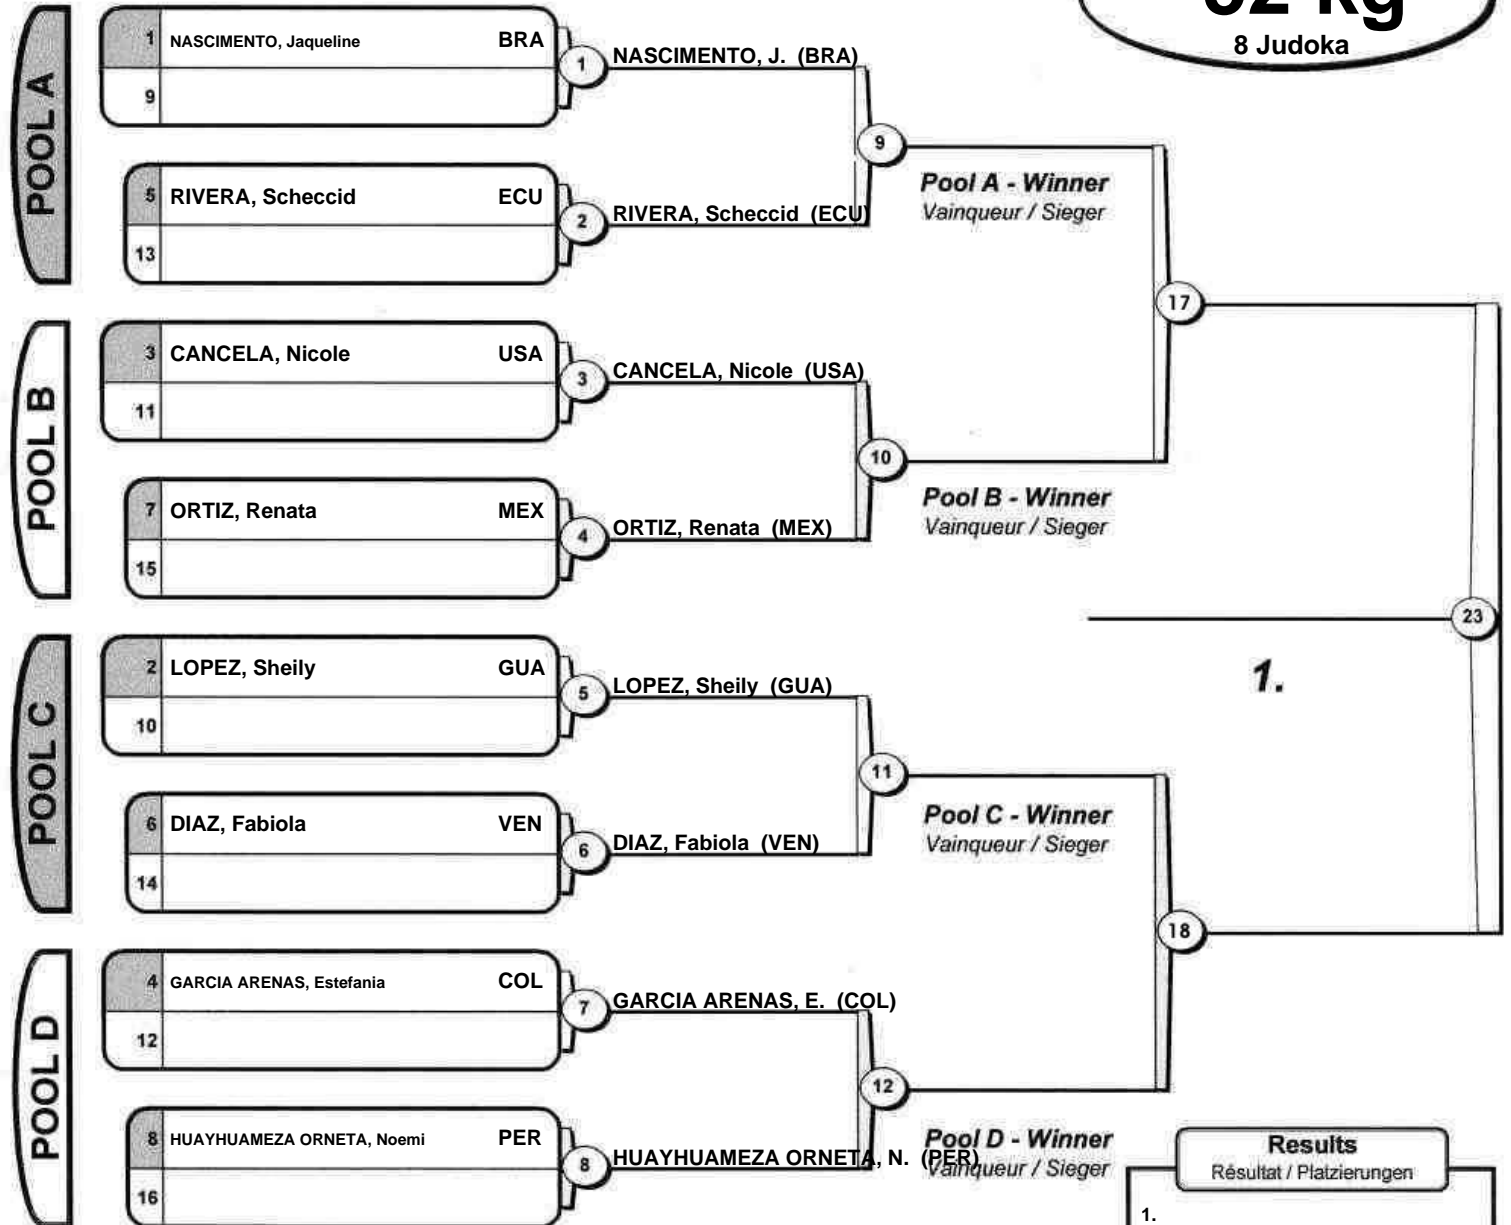 kg
8 Judoka
POOL A
1 NASCIMENTO, Jaqueline BRA
9
1 NASCIMENTO, J. (BRA)
5 RIVERA, Scheccid ECU
13
2 RIVERA, Scheccid (ECU)
9
Pool A - Winner
Vainqueur / Sieger
POOL B
3 CANCELA, Nicole USA
11
3 CANCELA, Nicole (USA)
7 ORTIZ, Renata MEX
15
4 ORTIZ, Renata (MEX)
10
Pool B - Winner
Vainqueur / Sieger
17
POOL C
2 LOPEZ, Sheily GUA
10
5 LOPEZ, Sheily (GUA)
6 DIAZ, Fabiola VEN
14
6 DIAZ, Fabiola (VEN)
11
Pool C - Winner
Vainqueur / Sieger
POOL D
4 GARCIA ARENAS, Estefania COL
12
7 GARCIA ARENAS, E. (COL)
8 HUAYHUAMEZA ORNETA, Noemi PER
16
8 HUAYHUAMEZA ORNETA, N. (PER)
12
Pool D - Winner
Vainqueur / Sieger
18
23
1.
Results
Résultat / Platzierungen
1.